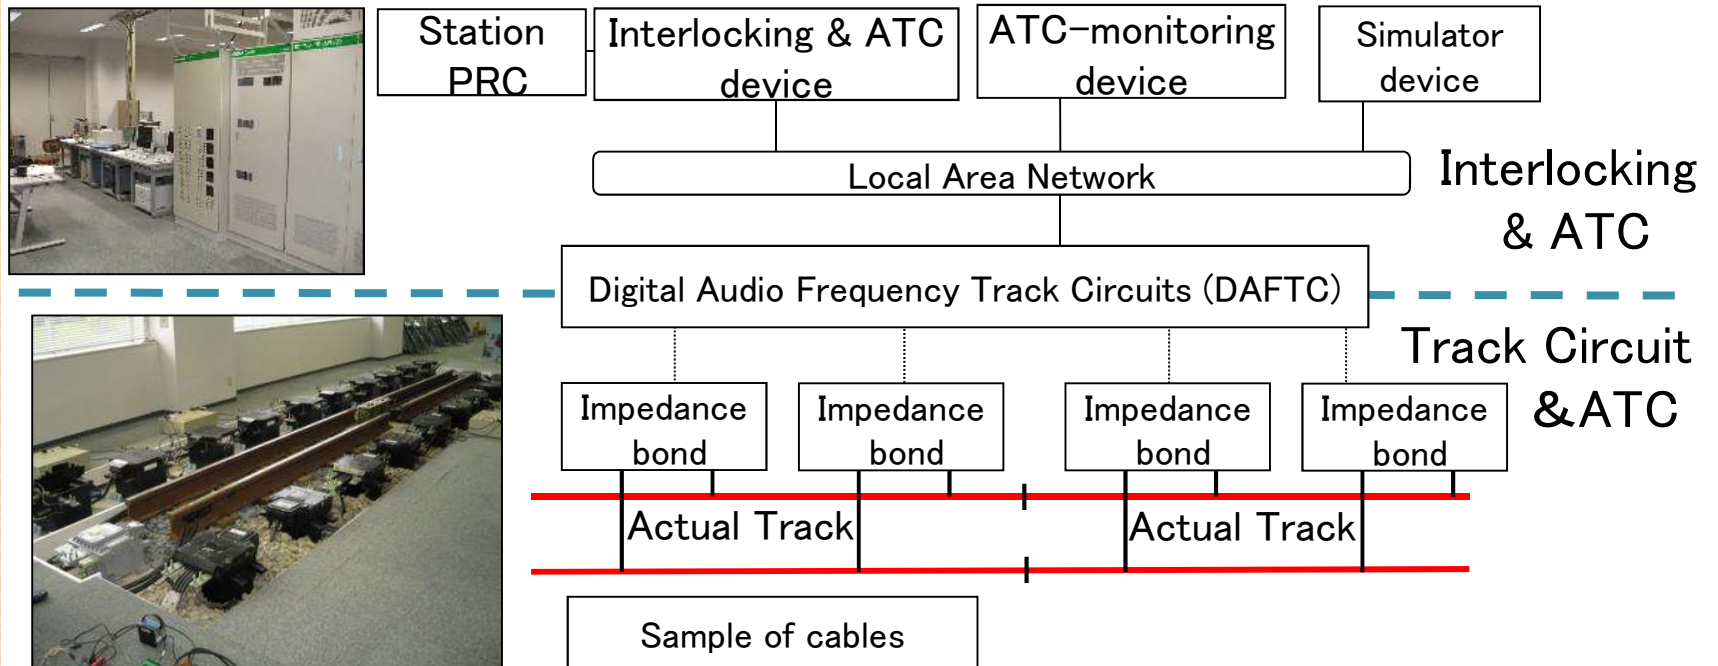 Station
PRC
Interlocking & ATC
device
ATC-monitoring
device
Simulator
device
Local Area Network
Interlocking
& ATC
Digital Audio Frequency Track Circuits (DAFTC)
Track Circuit
&ATC
Impedance
bond
Impedance
bond
Impedance
bond
Impedance
bond
Actual Track
Actual Track
Sample of cables